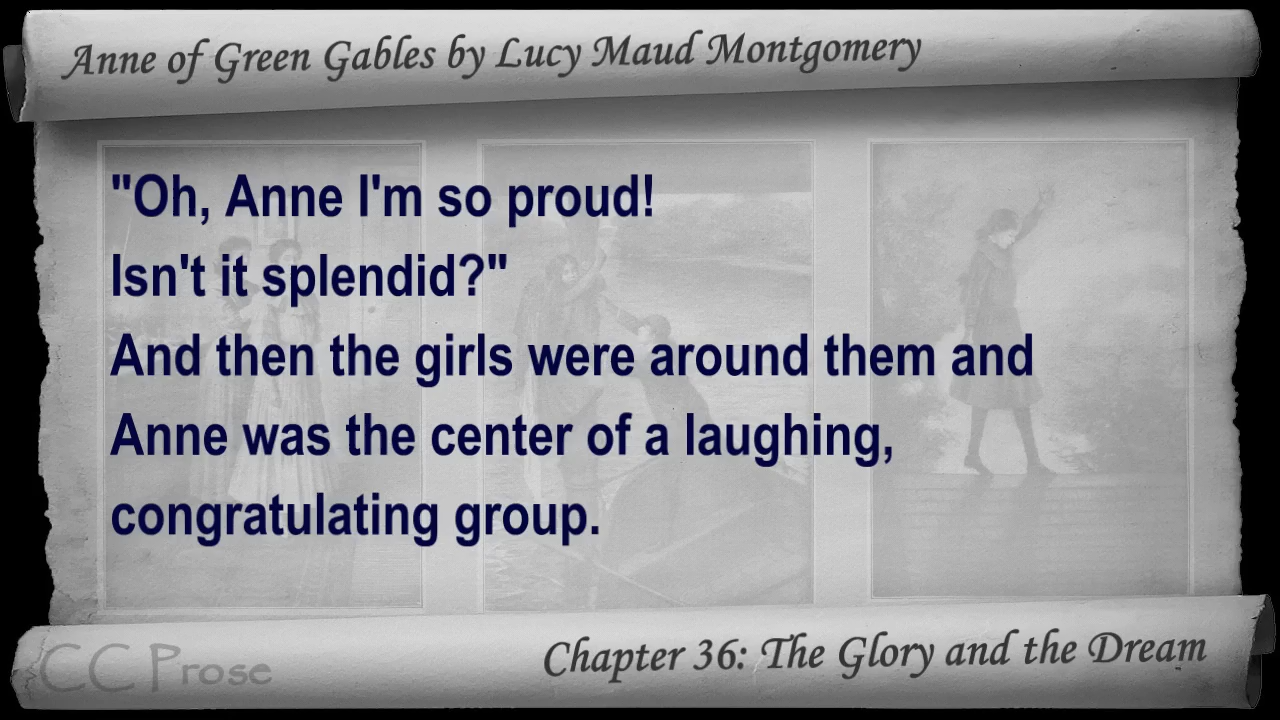 Anne of Green Gables by Lucy Maud Montgomery
"Oh, Anne I'm so proud!
Isn't it splendid?"
And then the girls were around them and
Anne was the center of a laughing,
congratulating group.
CC Prose
Chapter 36: The Glory and the Dream